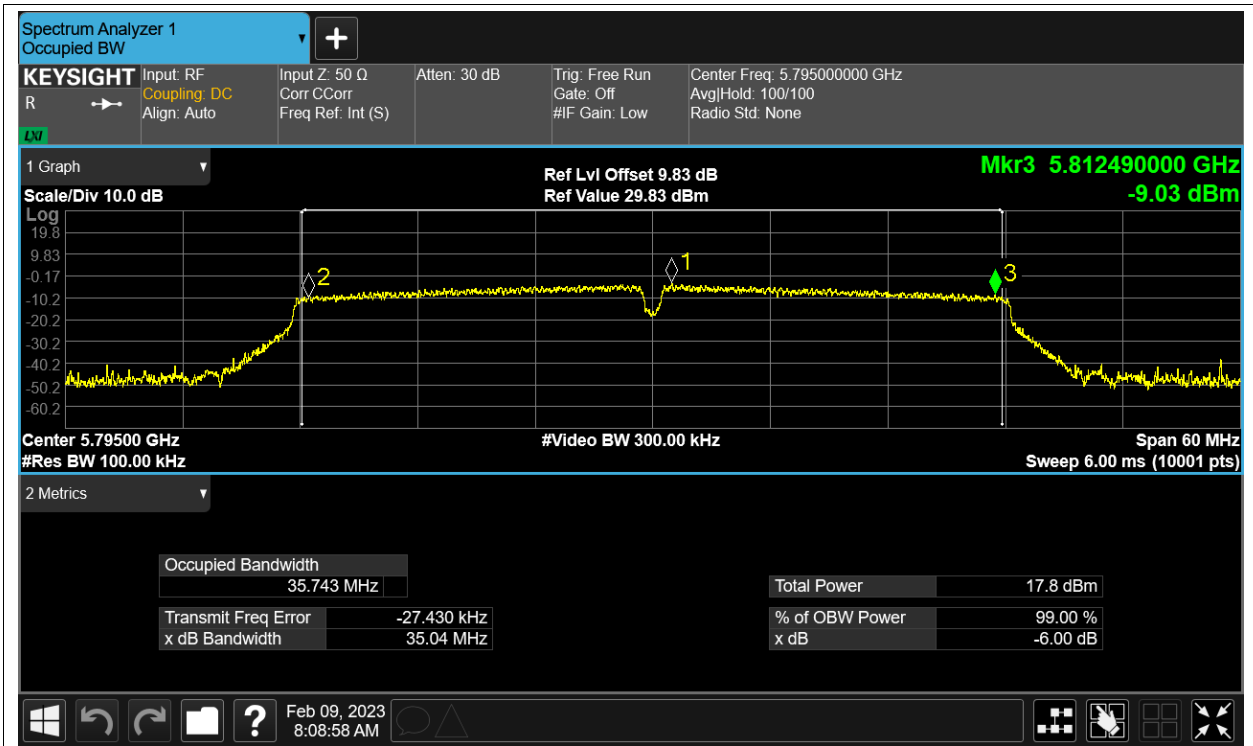 Spectrum Analyzer 1
Occupied BW
KEYSIGHT
R
LXI
Input: RF
Coupling: DC
Align: Auto
Input Z: 50 Ω
Corr CCorr
Freq Ref: Int (S)
Atten: 30 dB
Trig: Free Run
Gate: Off
#IF Gain: Low
Center Freq: 5.795000000 GHz
Avg|Hold: 100/100
Radio Std: None
1 Graph
Scale/Div 10.0 dB
Ref Lvl Offset 9.83 dB
Ref Value 29.83 dBm
Mkr3 5.812490000 GHz
-9.03 dBm
Log
19.8
9.83
-0.17
-10.2
-20.2
-30.2
-40.2
-50.2
-60.2
2
1
3
Center 5.79500 GHz
#Res BW 100.00 kHz
#Video BW 300.00 kHz
Span 60 MHz
Sweep 6.00 ms (10001 pts)
2 Metrics
Occupied Bandwidth
35.743 MHz
Transmit Freq Error -27.430 kHz
x dB Bandwidth 35.04 MHz
Total Power 17.8 dBm
% of OBW Power 99.00 %
x dB -6.00 dB
?
Feb 09, 2023
8:08:58 AM